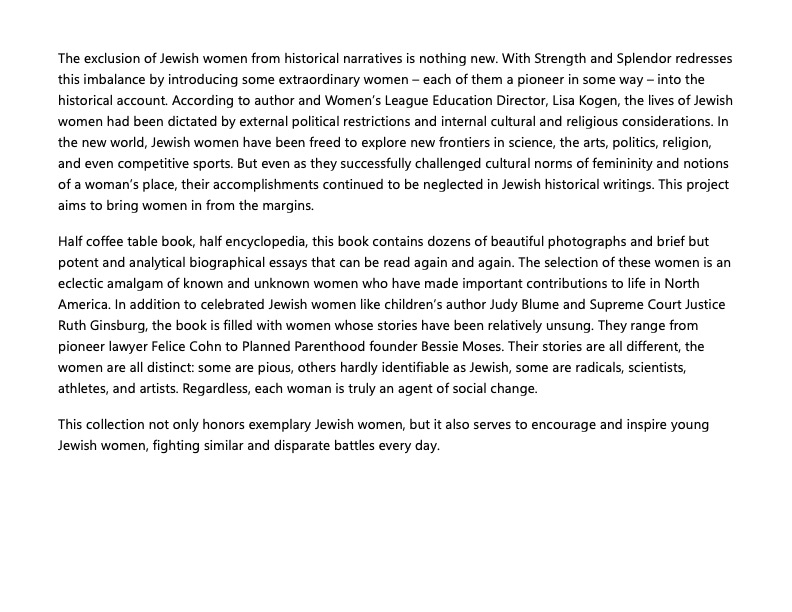 The exclusion of Jewish women from historical narratives is nothing new. With Strength and Splendor redresses
this imbalance by introducing some extraordinary women – each of them a pioneer in some way – into the
historical account. According to author and Women’s League Education Director, Lisa Kogen, the lives of Jewish
women had been dictated by external political restrictions and internal cultural and religious considerations. In
the new world, Jewish women have been freed to explore new frontiers in science, the arts, politics, religion,
and even competitive sports. But even as they successfully challenged cultural norms of femininity and notions
of a woman’s place, their accomplishments continued to be neglected in Jewish historical writings. This project
aims to bring women in from the margins.
Half coffee table book, half encyclopedia, this book contains dozens of beautiful photographs and brief but
potent and analytical biographical essays that can be read again and again. The selection of these women is an
eclectic amalgam of known and unknown women who have made important contributions to life in North
America. In addition to celebrated Jewish women like children’s author Judy Blume and Supreme Court Justice
Ruth Ginsburg, the book is filled with women whose stories have been relatively unsung. They range from
pioneer lawyer Felice Cohn to Planned Parenthood founder Bessie Moses. Their stories are all different, the
women are all distinct: some are pious, others hardly identifiable as Jewish, some are radicals, scientists,
athletes, and artists. Regardless, each woman is truly an agent of social change.
This collection not only honors exemplary Jewish women, but it also serves to encourage and inspire young
Jewish women, fighting similar and disparate battles every day.